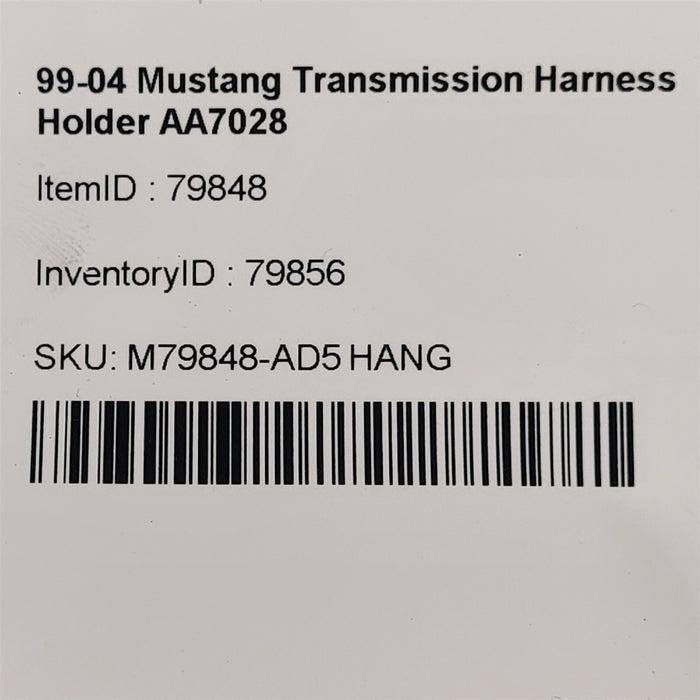 99-04 Mustang Transmission Harness
Holder AA7028
ItemID : 79848
InventoryID : 79856
SKU: M79848-AD5 HANG